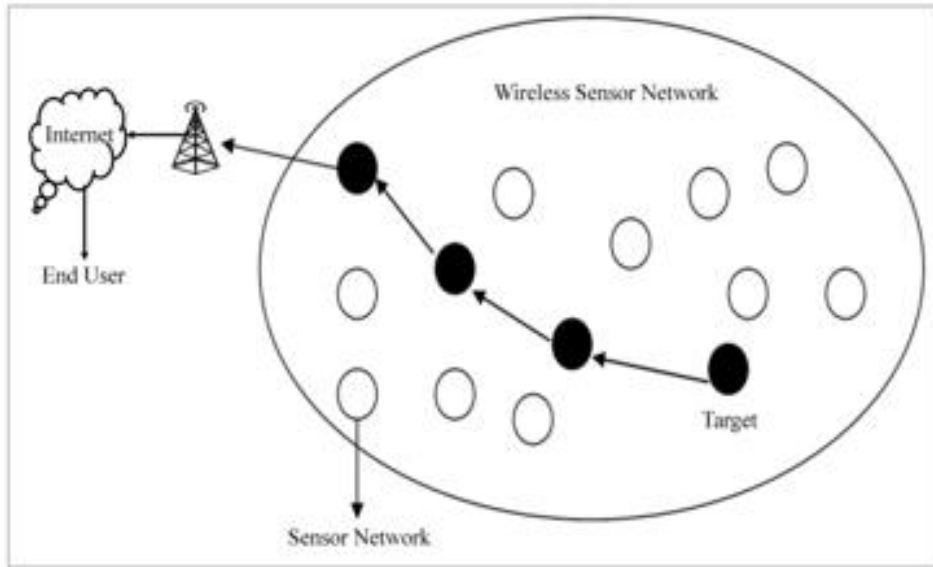 Wireless Sensor Network
Internet
End User
Target
Sensor Network